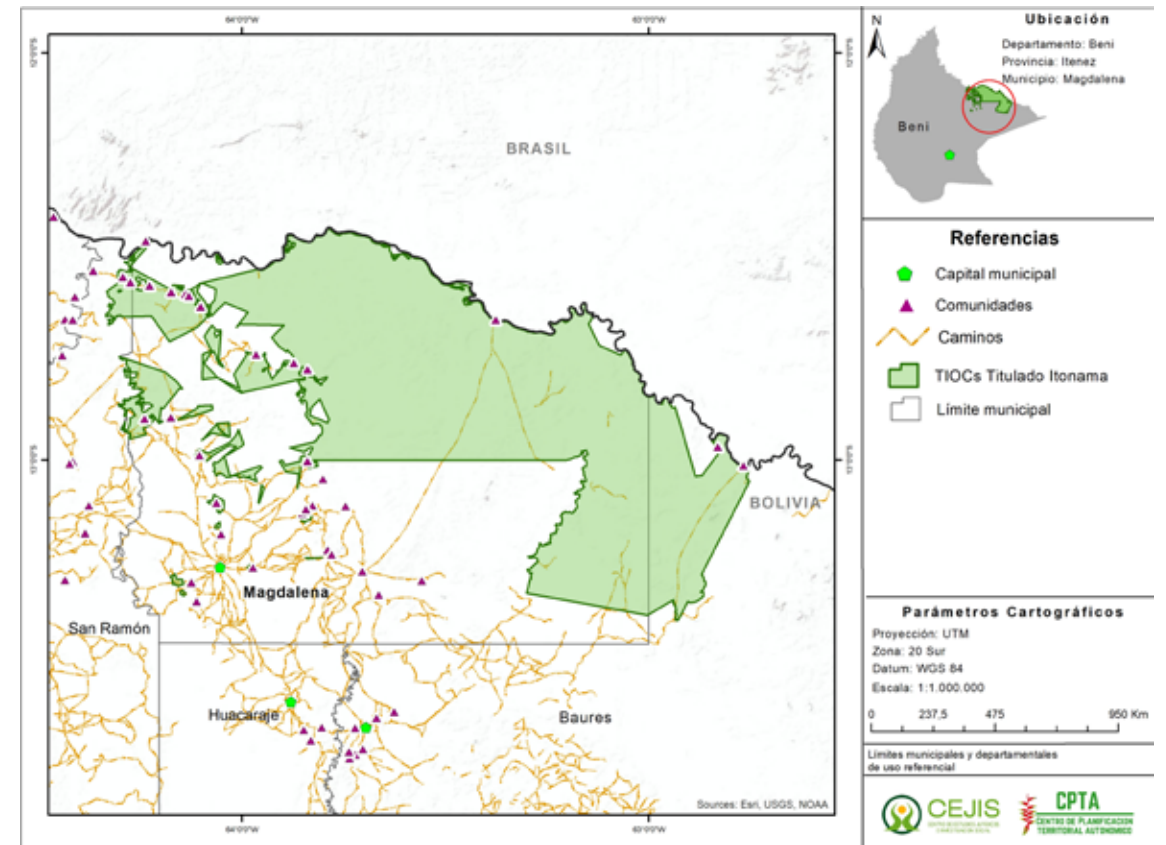 64°0'0"W
63°0'0"W
12°0'0"S
12°0'0"S
BRASIL
13°0'0"S
13°0'0"S
BOLIVIA
Magdalena
San Ramón
Huacaraje
Baures
Sources: Esri, USGS, NOAA
64°0'0"W
63°0'0"W
N
Ubicación
Departamento: Beni
Provincia: Itenez
Municipio: Magdalena
Beni
Referencias
Capital municipal
Comunidades
Caminos
TIOCs Titulado Itonama
Límite municipal
Parámetros Cartográficos
Proyección: UTM
Zona: 20 Sur
Datum: WGS 84
Escala: 1:1.000.000
0 237,5 475 950 Km
Límites municipales y departamentales
de uso referencial
CEJIS
CPTA
CENTRO DE PLANIFICACIÓN
TERRITORIAL AUTONÓMICO